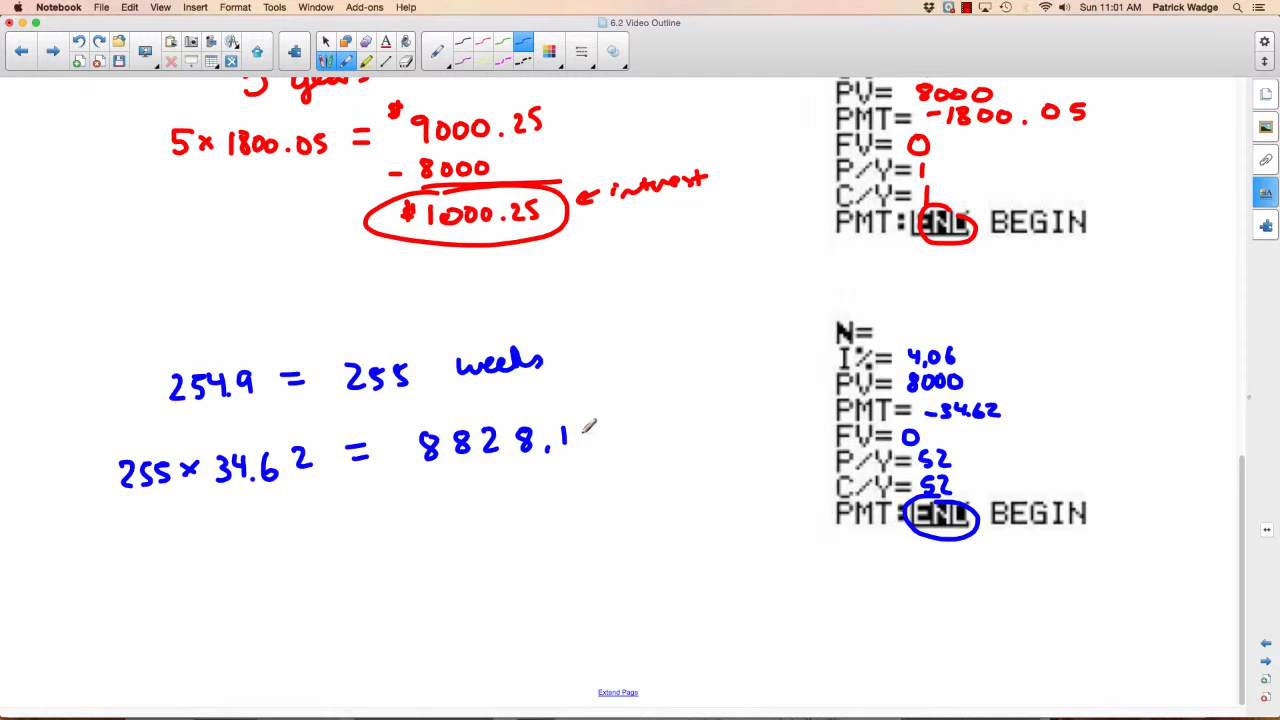 Notebook File Edit View Insert Format Tools Window Add-ons Help Sun 11:01 AM Patrick Wadge
6.2 Video Outline
5 years
5 × 1800.05 = $9000.25
- 8000
$1000.25 ← interest
PV= 8000
PMT= -1800.05
FV= 0
P/Y= 1
C/Y= 1
PMT:END BEGIN
254.9 = 255 weeks
255 × 34.62 = 8828.1
N=
I%= 4.06
PV= 8000
PMT= -34.62
FV= 0
P/Y= 52
C/Y= 52
PMT:END BEGIN
Extend Page